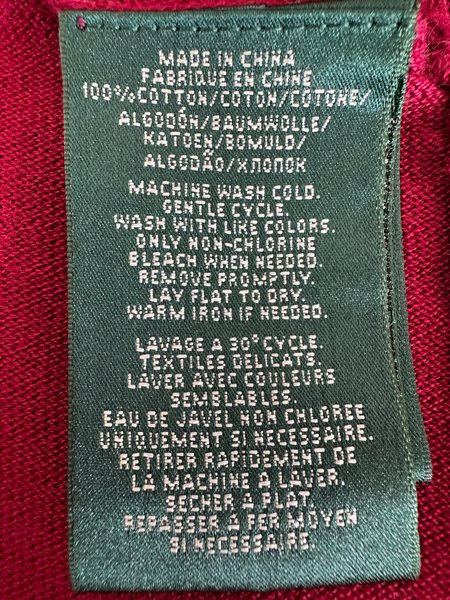 MADE IN CHINA
FABRIQUE EN CHINE
100%COTTON/COTON/COTONE/
ALGODÓN/BAUMWOLLE/
KATOEN/BOMULD/
ALGODÃO/ХЛОПОК
MACHINE WASH COLD.
GENTLE CYCLE.
WASH WITH LIKE COLORS.
ONLY NON-CHLORINE
BLEACH WHEN NEEDED.
REMOVE PROMPTLY.
LAY FLAT TO DRY.
WARM IRON IF NEEDED.
LAVAGE A 30° CYCLE.
TEXTILES DELICATS.
LAVER AVEC COULEURS
SEMBLABLES.
EAU DE JAVEL NON CHLOREE
UNIQUEMENT SI NECESSAIRE.
RETIRER RAPIDEMENT DE
LA MACHINE A LAVER.
SECHER A PLAT
REPASSER A FER MOYEN
SI NECESSAIRE.